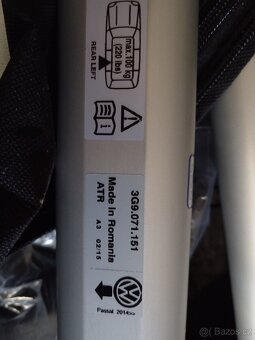 REAR LEFT
max.100 kg
(220 lbs)
3G9.071.151
Made in Romania
ATR
A3 02/15
Passat 2014>>
sbazar.cz